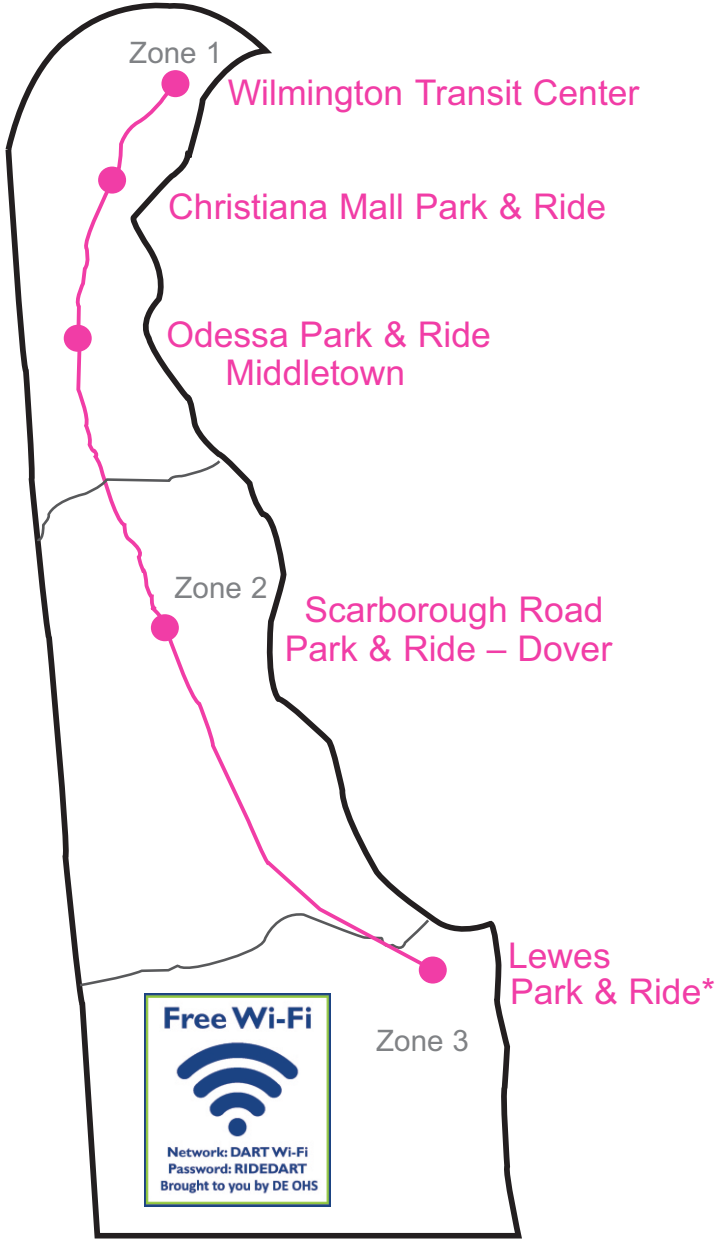 Zone 1
Wilmington Transit Center
Christiana Mall Park & Ride
Odessa Park & Ride
Middletown
Zone 2
Scarborough Road
Park & Ride – Dover
Lewes
Park & Ride*
Zone 3
Free Wi-Fi
Network: DART Wi-Fi
Password: RIDEDART
Brought to you by DE OHS